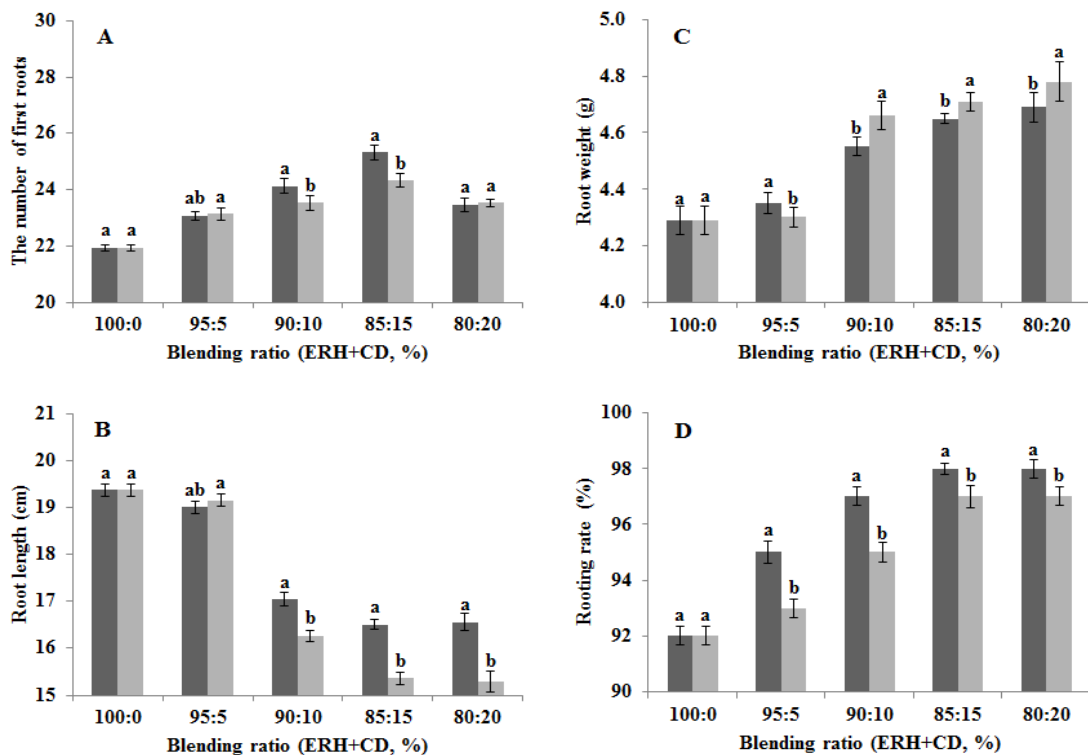 A
The number of first roots
30
28
26
24
22
20
a a
ab a
a b
a b
a a
100:0 95:5 90:10 85:15 80:20
Blending ratio (ERH+CD, %)
C
Root weight (g)
5.0
4.8
4.6
4.4
4.2
4.0
a a
a b
b a
b a
b a
100:0 95:5 90:10 85:15 80:20
Blending ratio (ERH+CD, %)
B
Root length (cm)
21
20
19
18
17
16
15
a a
ab a
a b
a b
a b
100:0 95:5 90:10 85:15 80:20
Blending ratio (ERH+CD, %)
D
Rooting rate (%)
100
98
96
94
92
90
a a
a b
a b
a b
a b
100:0 95:5 90:10 85:15 80:20
Blending ratio (ERH+CD, %)